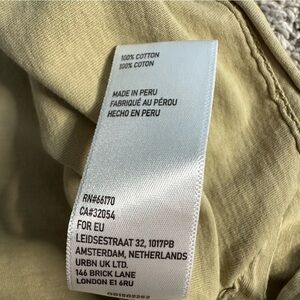 100% COTTON
100% COTON
MADE IN PERU
FABRIQUÉ AU PÉROU
HECHO EN PERU
RN#66170
CA#32054
FOR EU
LEIDSESTRAAT 32, 1017PB
AMSTERDAM, NETHERLANDS
URBN UK LTD.
146 BRICK LANE
LONDON E1 6RU